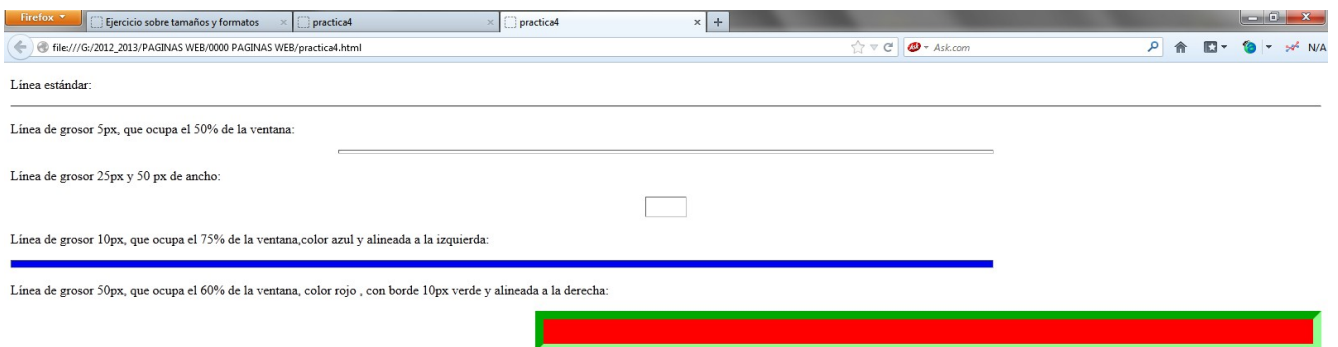 Firefox
Ejercicio sobre tamaños y formatos
practica4
practica4
file:///G:/2012_2013/PAGINAS WEB/0000 PAGINAS WEB/practica4.html
Ask
Ask.com
N/A
Línea estándar:
Línea de grosor 5px, que ocupa el 50% de la ventana:
Línea de grosor 25px y 50 px de ancho:
Línea de grosor 10px, que ocupa el 75% de la ventana,color azul y alineada a la izquierda:
Línea de grosor 50px, que ocupa el 60% de la ventana, color rojo , con borde 10px verde y alineada a la derecha: